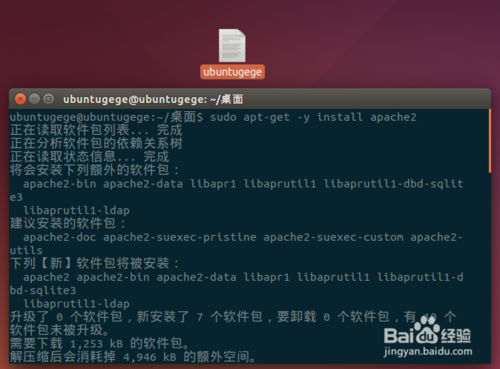 ubuntugege
ubuntugege@ubuntugege: ~/桌面
ubuntugege@ubuntugege:~/桌面$ sudo apt-get -y install apache2
正在读取软件包列表... 完成
正在分析软件包的依赖关系树
正在读取状态信息... 完成
将会安装下列额外的软件包：
apache2-bin apache2-data libapr1 libaprutil1 libaprutil1-dbd-sqlit
e3
libaprutil1-ldap
建议安装的软件包：
apache2-doc apache2-suexec-pristine apache2-suexec-custom apache2-
utils
下列【新】软件包将被安装：
apache2 apache2-bin apache2-data libapr1 libaprutil1 libaprutil1-d
bd-sqlite3
libaprutil1-ldap
升级了 0 个软件包，新安装了 7 个软件包，要卸载 0 个软件包，有 个
软件包未被升级。
需要下载 1,253 kB 的软件包。
解压缩后会消耗掉 4,946 kB 的额外空间。
Baidu经验
jingyan.baidu.com